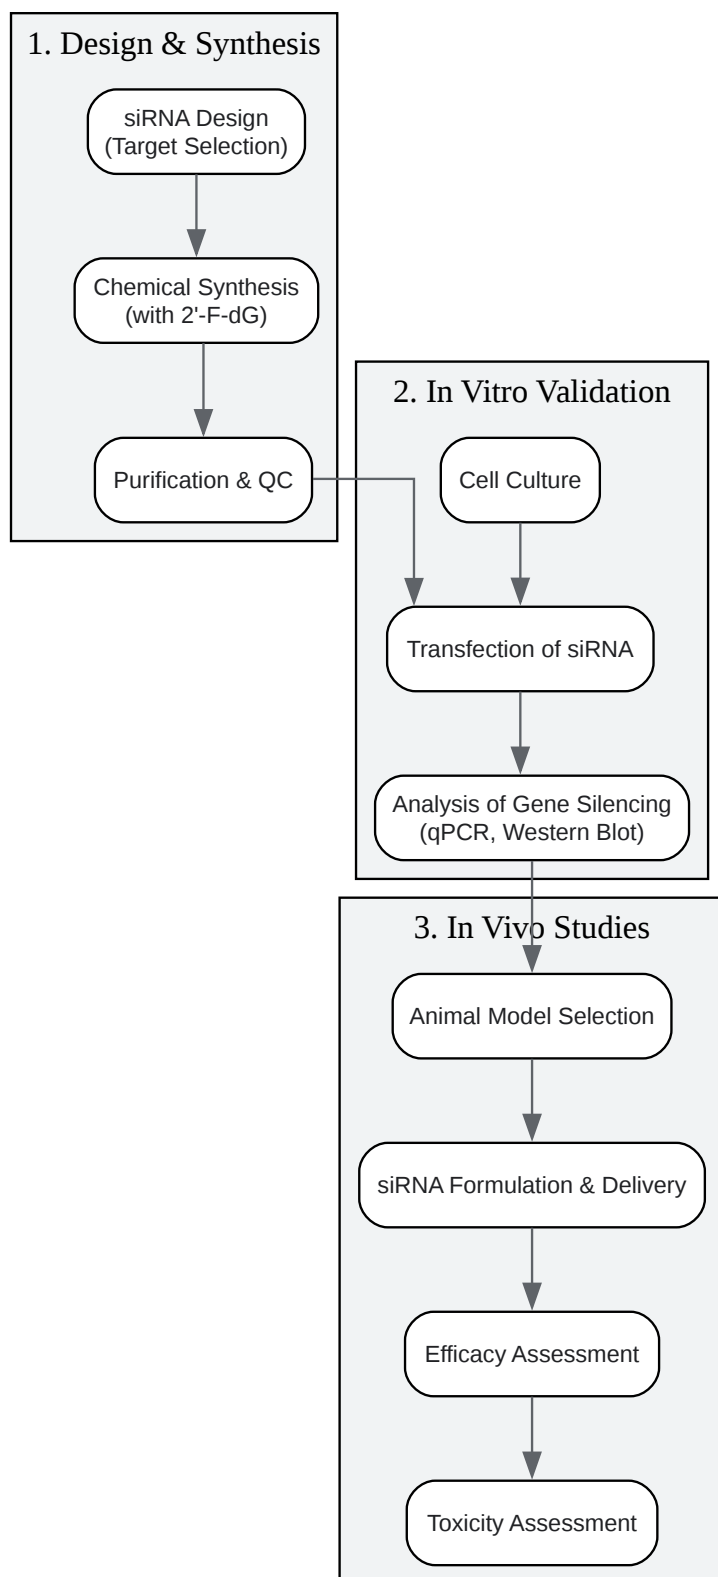 1. Design & Synthesis
siRNA Design
(Target Selection)
Chemical Synthesis
(with 2'-F-dG)
Purification & QC
2. In Vitro Validation
Cell Culture
Transfection of siRNA
Analysis of Gene Silencing
(qPCR, Western Blot)
3. In Vivo Studies
Animal Model Selection
siRNA Formulation & Delivery
Efficacy Assessment
Toxicity Assessment